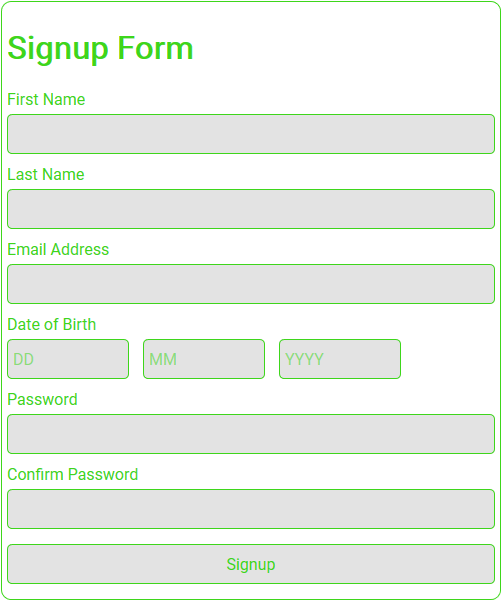 Signup Form
First Name
Last Name
Email Address
Date of Birth
DD MM YYYY
Password
Confirm Password
Signup